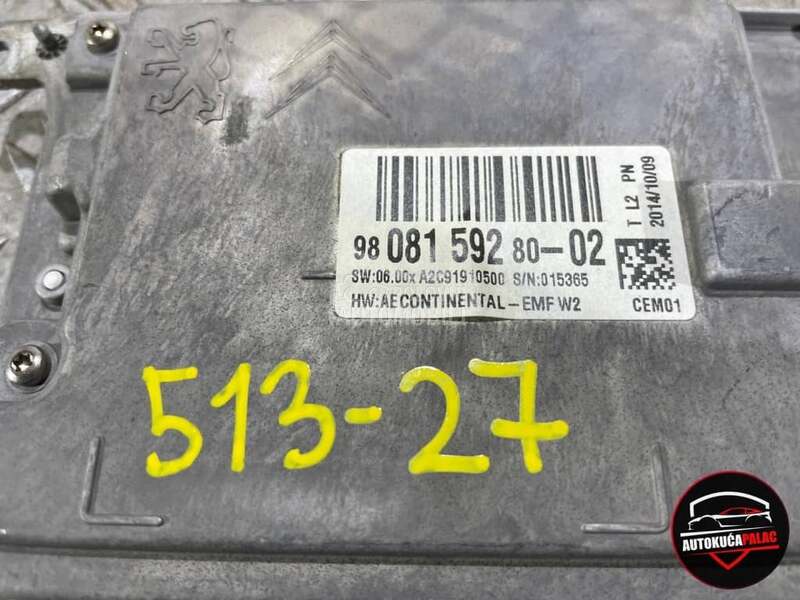 98 081 592 80-02
SW:06.00x A2C91910500 S/N:015365
HW:AE CONTINENTAL-EMF W2
T L2 PN
2014/10/09
CEM01
513-27
AUTOKUĆA PALAC